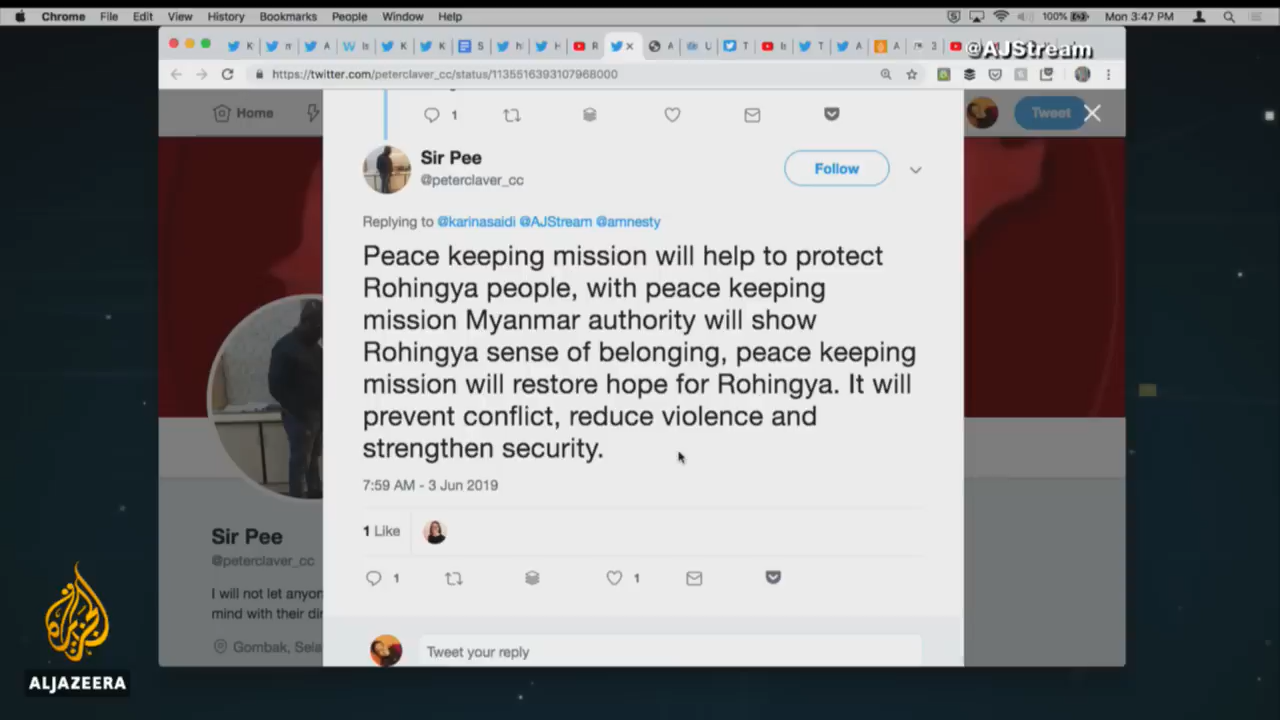 Chrome File Edit View History Bookmarks People Window Help
100% Mon 3:47 PM
@AJStream
https://twitter.com/peterclaver_cc/status/1135516393107968000
Home
Tweet
1
Sir Pee
@peterclaver_cc
Follow
Replying to @karinasaidi @AJStream @amnesty
Peace keeping mission will help to protect
Rohingya people, with peace keeping
mission Myanmar authority will show
Rohingya sense of belonging, peace keeping
mission will restore hope for Rohingya. It will
prevent conflict, reduce violence and
strengthen security.
7:59 AM - 3 Jun 2019
1 Like
1 1
Tweet your reply
Sir Pee
@peterclaver_cc
I will not let anyon
mind with their dir
Gombak, Sela
ALJAZEERA